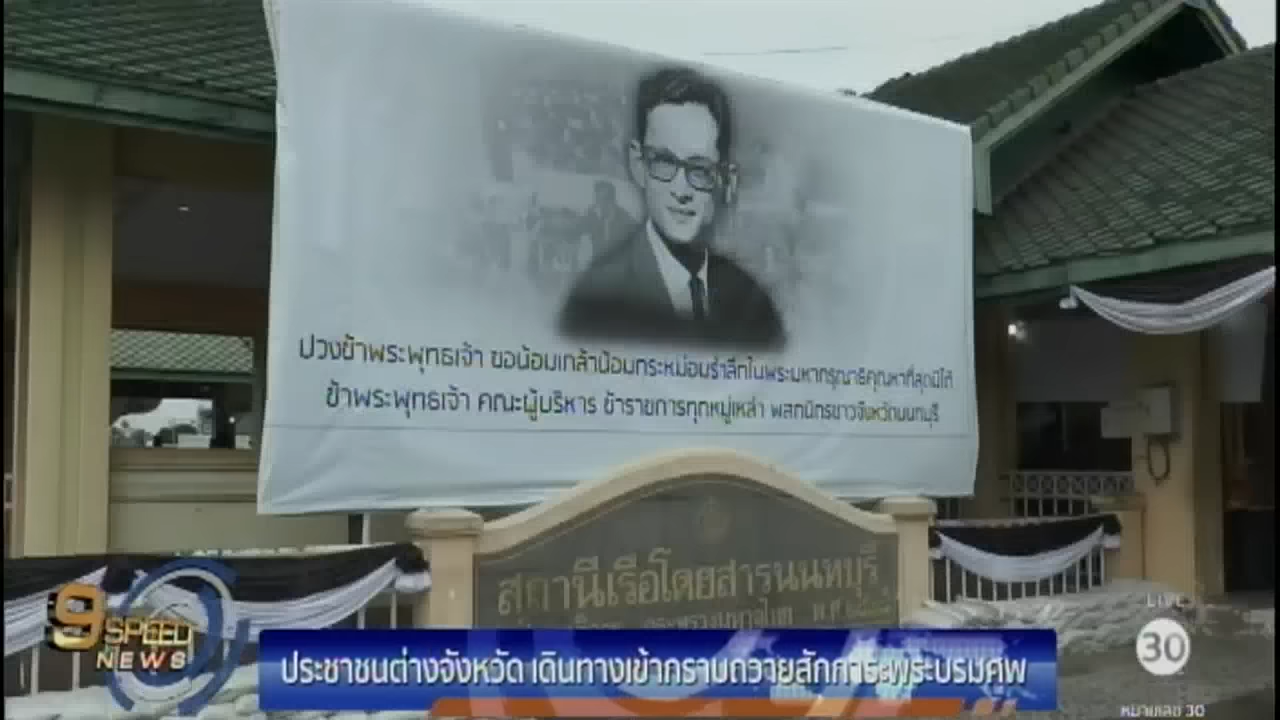 ปวงข้าพระพุทธเจ้า ขอน้อมเกล้าน้อมกระหม่อมรำลึกในพระมหากรุณาธิคุณหาที่สุดมิได้
ข้าพระพุทธเจ้า คณะผู้บริหาร ข้าราชการทุกหมู่เหล่า พสกนิกรชาวจังหวัดนนทบุรี
สถานีเรือโดยสารนนทบุรี
9 SPEED
NEWS
ประชาชนต่างจังหวัด เดินทางเข้ากราบถวายสักการะพระบรมศพ
LIVE
30
หมายเลข 30